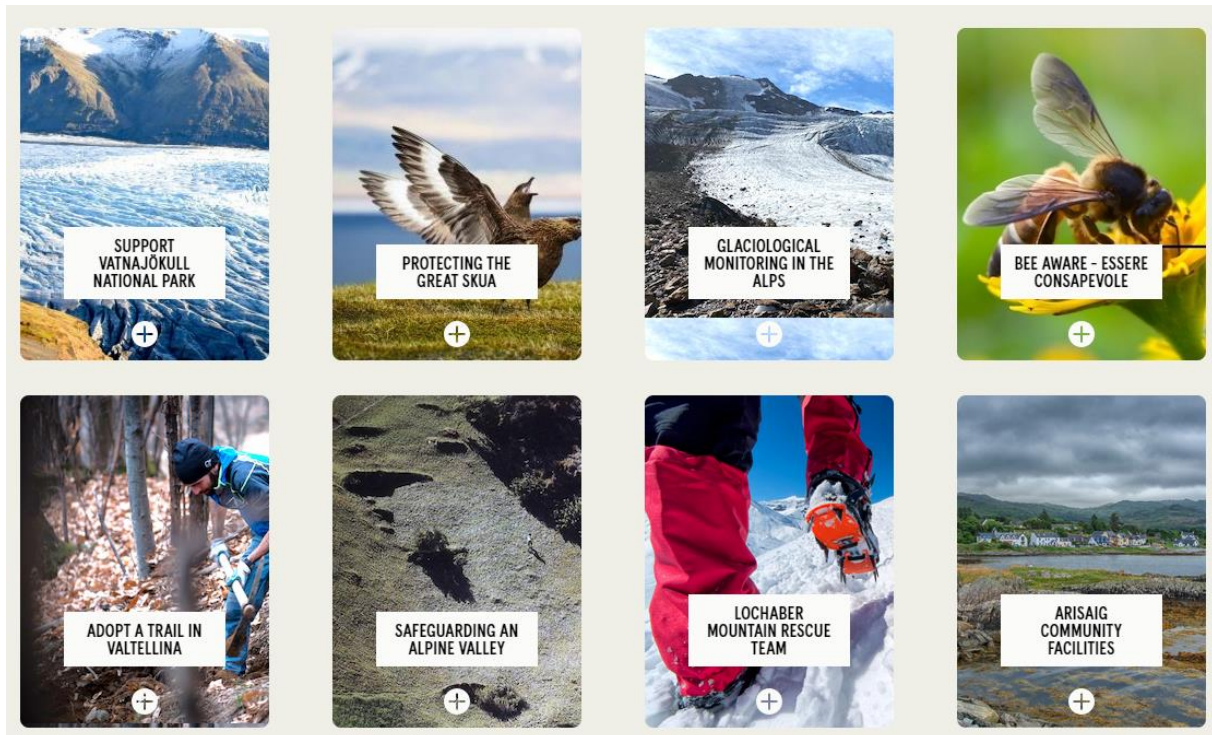 SUPPORT
VATNAJÖKULL
NATIONAL PARK
PROTECTING THE
GREAT SKUA
GLACIOLOGICAL
MONITORING IN THE
ALPS
BEE AWARE - ESSERE
CONSAPEVOLE
ADOPT A TRAIL IN
VALTELLINA
SAFEGUARDING AN
ALPINE VALLEY
LOCHABER
MOUNTAIN RESCUE
TEAM
ARISAIG
COMMUNITY
FACILITIES